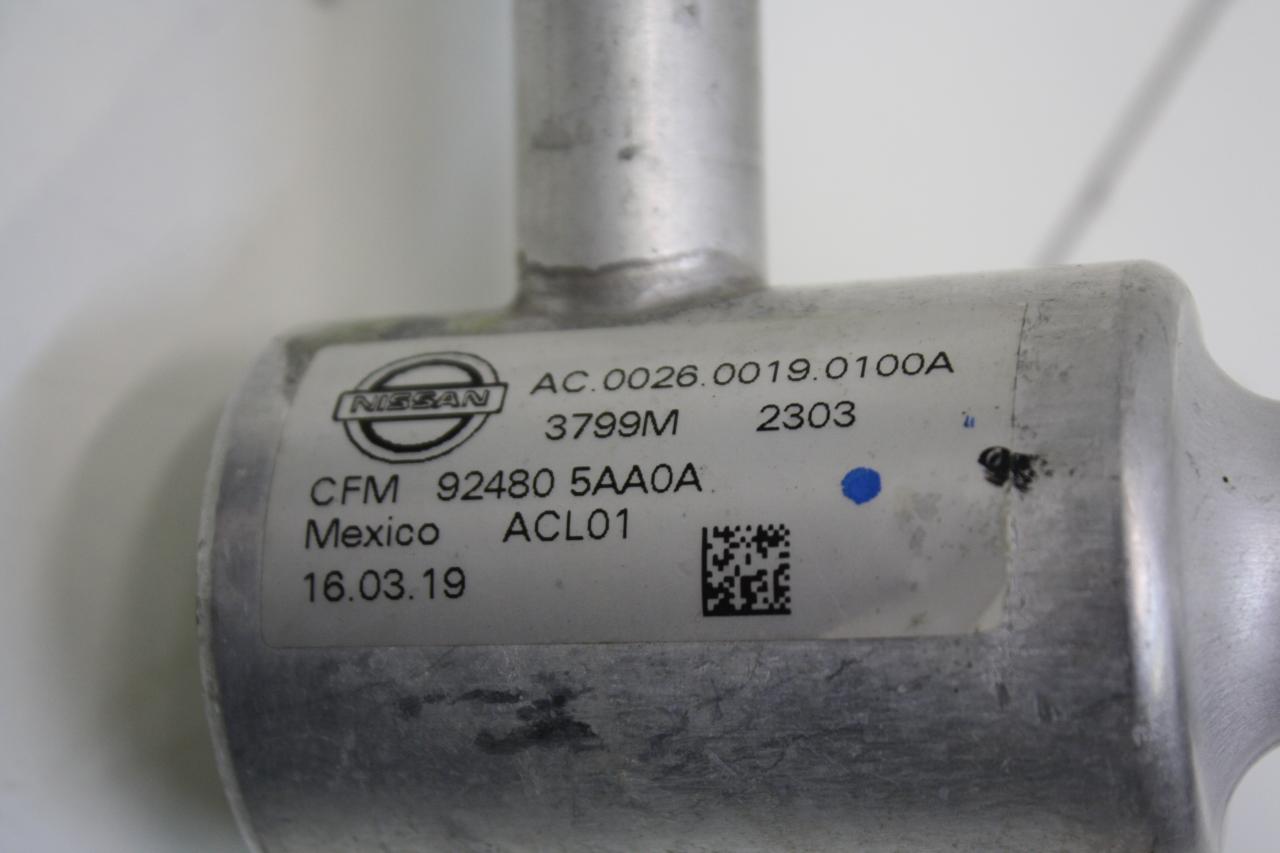 NISSAN
AC.0026.0019.0100A
3799M 2303
CFM 92480 5AA0A
Mexico ACL01
16.03.19